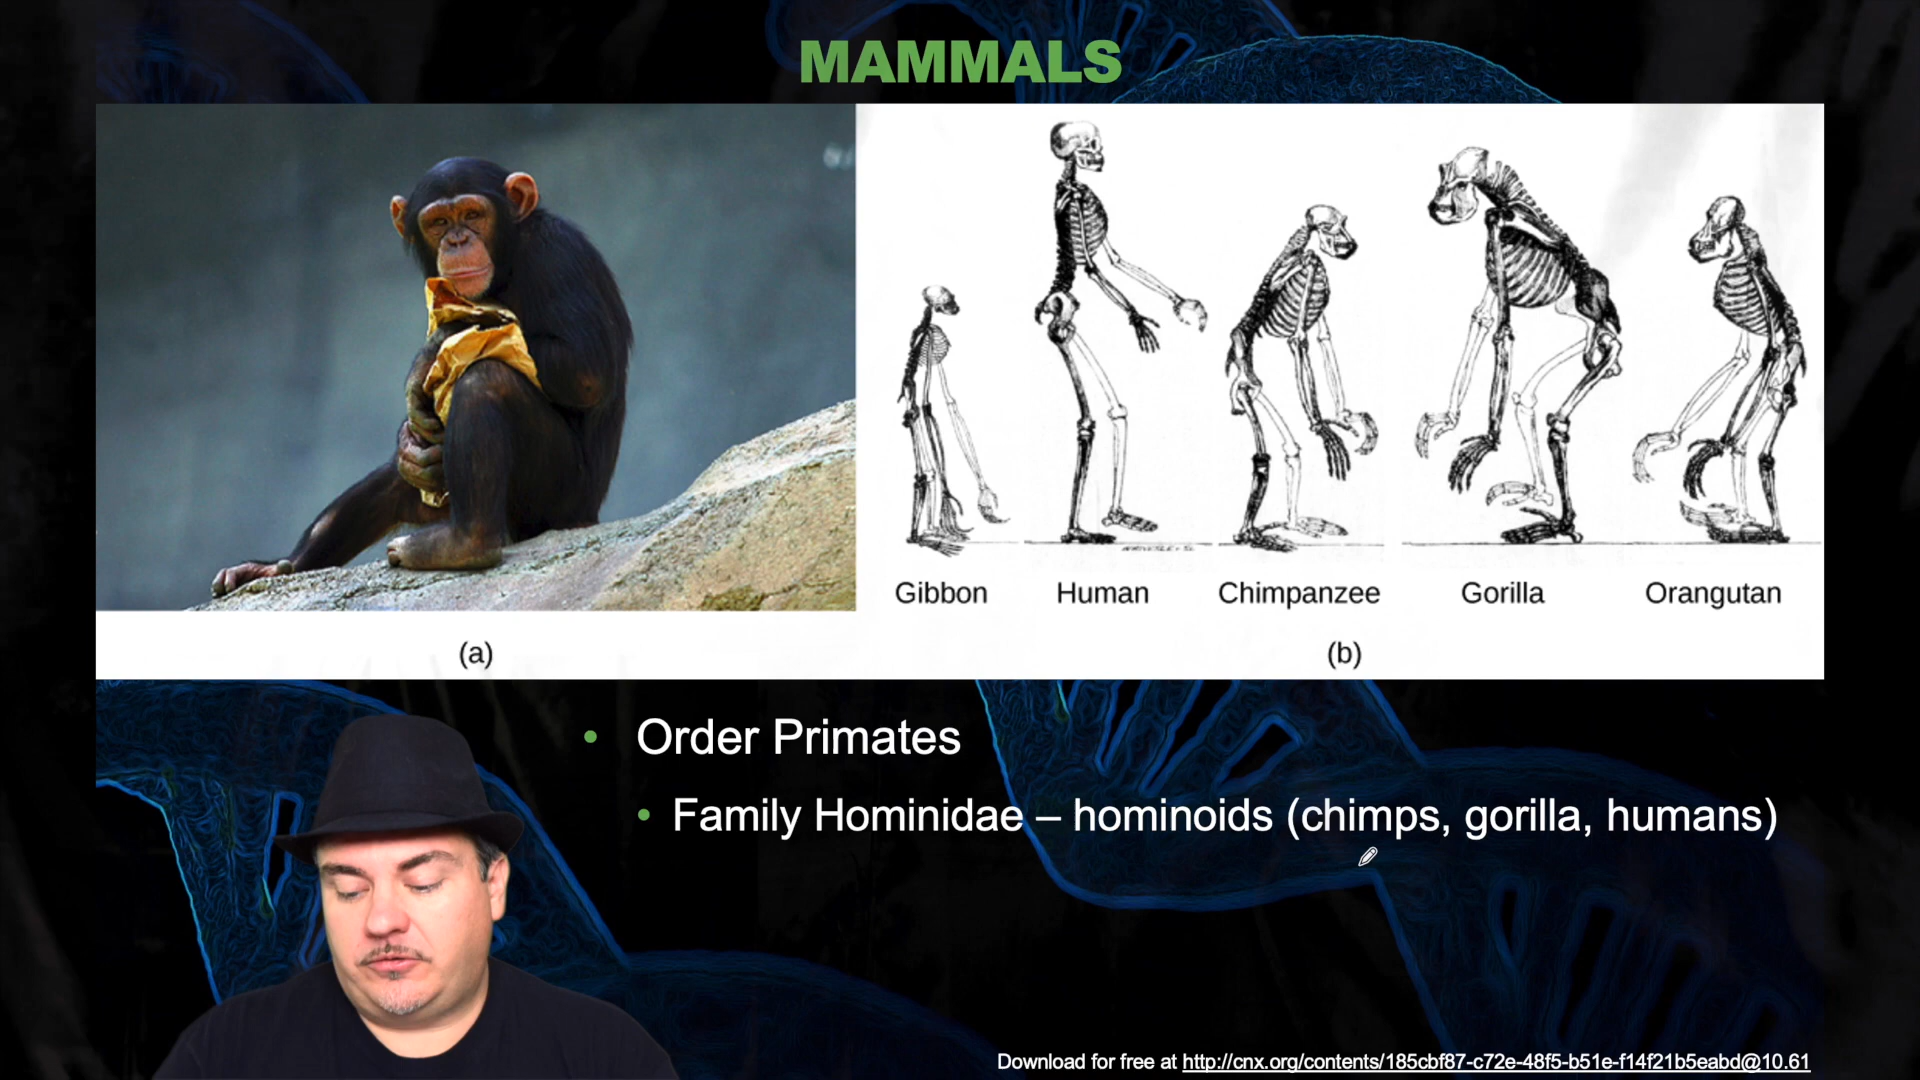 MAMMALS
Gibbon Human Chimpanzee Gorilla Orangutan
(a) (b)
• Order Primates
• Family Hominidae – hominoids (chimps, gorilla, humans)
Download for free at http://cnx.org/contents/185cbf87-c72e-48f5-b51e-f14f21b5eabd@10.61